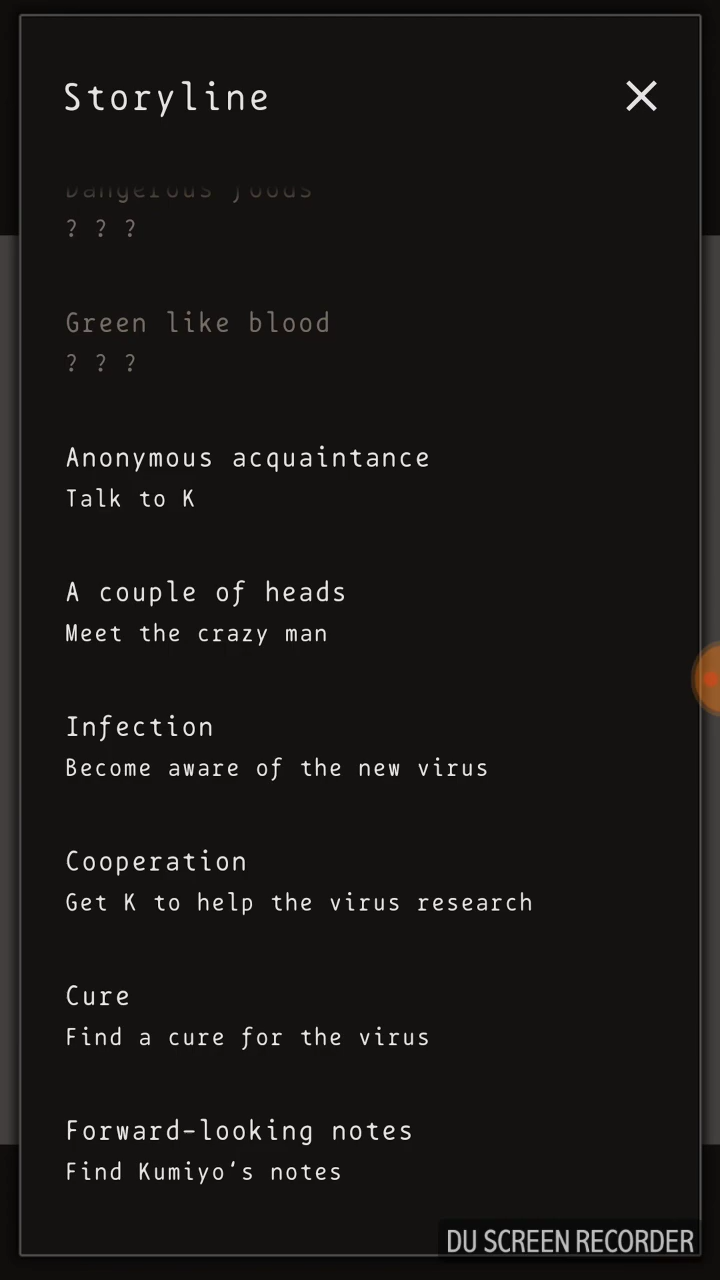 Storyline
Dangerous foods
? ? ?
Green like blood
? ? ?
Anonymous acquaintance
Talk to K
A couple of heads
Meet the crazy man
Infection
Become aware of the new virus
Cooperation
Get K to help the virus research
Cure
Find a cure for the virus
Forward-looking notes
Find Kumiyo's notes
DU SCREEN RECORDER